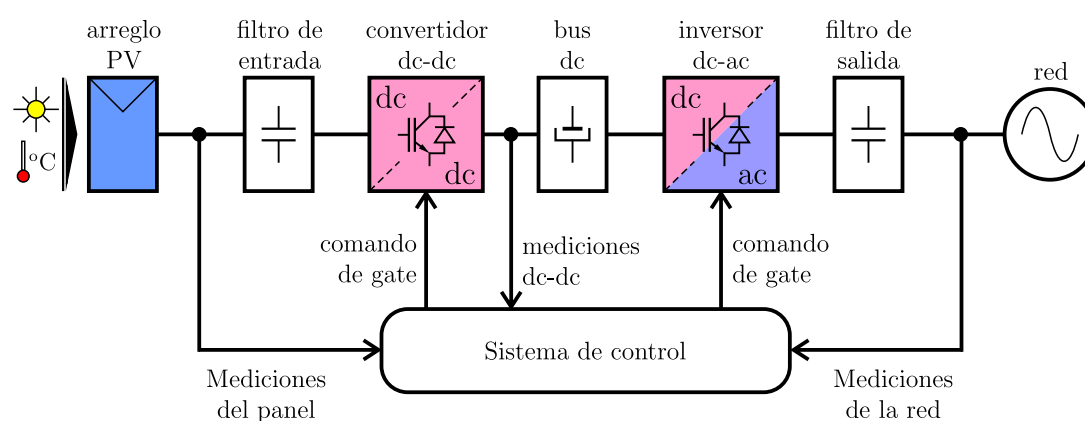 arreglo
PV
filtro de
entrada
convertidor
dc-dc
bus
dc
inversor
dc-ac
filtro de
salida
red
°C
dc
dc
dc
ac
comando
de gate
mediciones
dc-dc
comando
de gate
Sistema de control
Mediciones
del panel
Mediciones
de la red